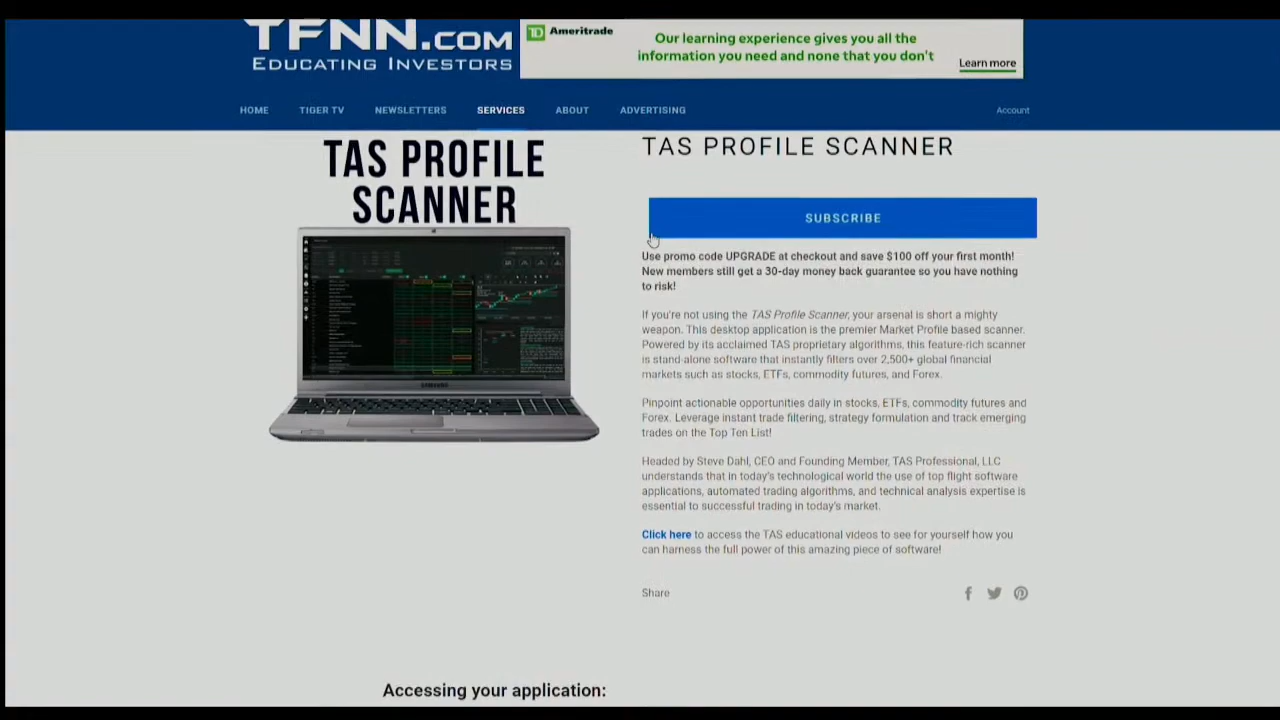 TFNN.COM
EDUCATING INVESTORS
Ameritrade
Our learning experience gives you all the
information you need and none that you don't
Learn more
HOME
TIGER TV
NEWSLETTERS
SERVICES
ABOUT
ADVERTISING
Account
TAS PROFILE
SCANNER
SAMSUNG
TAS PROFILE SCANNER
SUBSCRIBE
Use promo code UPGRADE at checkout and save $100 off your first month!
New members still get a 30-day money back guarantee so you have nothing
to risk!
If you're not using the TAS Profile Scanner, your arsenal is short a mighty
weapon. This desktop application is the premier Market Profile based scanner.
Powered by its acclaimed TAS proprietary algorithms, this feature-rich scanner
is stand-alone software that instantly filters over 2,500+ global financial
markets such as stocks, ETFs, commodity futures, and Forex.
Pinpoint actionable opportunities daily in stocks, ETFs, commodity futures and
Forex. Leverage instant trade filtering, strategy formulation and track emerging
trades on the Top Ten List!
Headed by Steve Dahl, CEO and Founding Member, TAS Professional, LLC
understands that in today's technological world the use of top flight software
applications, automated trading algorithms, and technical analysis expertise is
essential to successful trading in today's market.
Click here to access the TAS educational videos to see for yourself how you
can harness the full power of this amazing piece of software!
Share
Accessing your application: